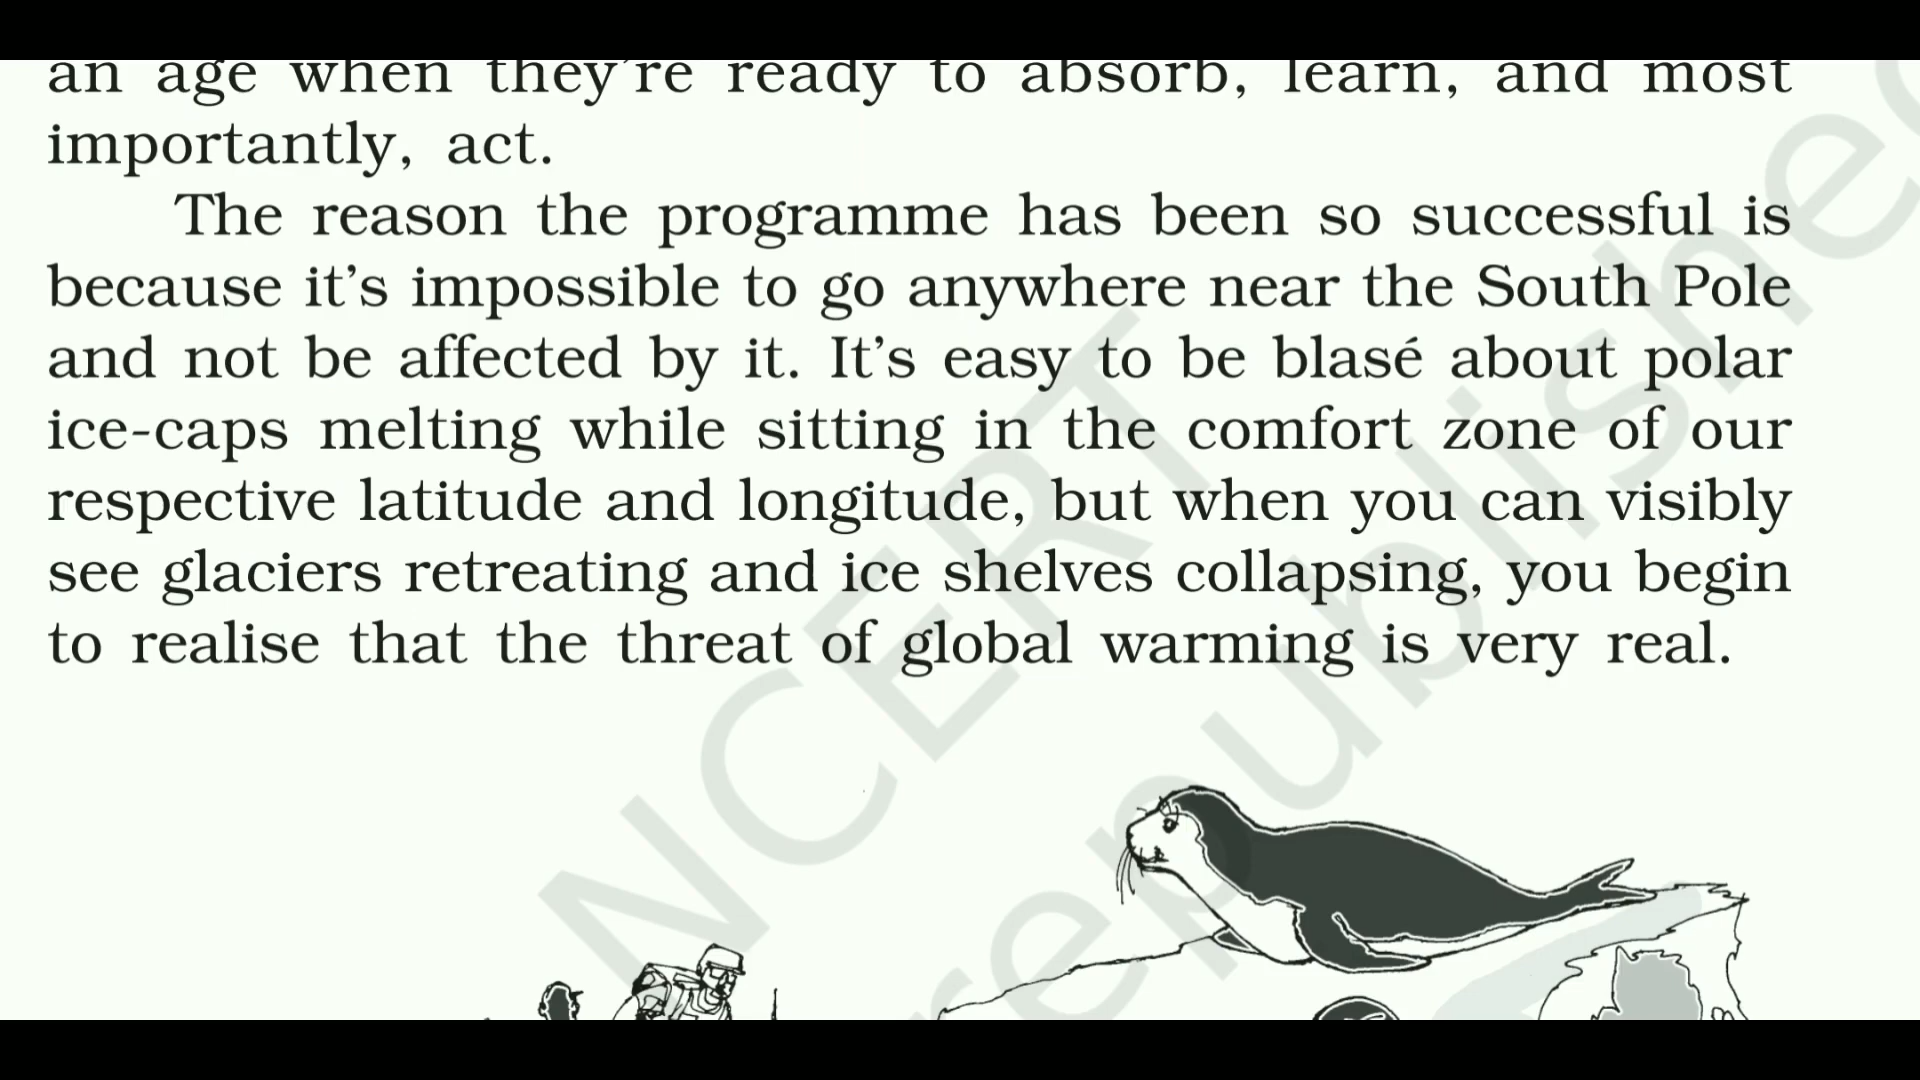 an age when they're ready to absorb, learn, and most
importantly, act.
The reason the programme has been so successful is
because it's impossible to go anywhere near the South Pole
and not be affected by it. It's easy to be blasé about polar
ice-caps melting while sitting in the comfort zone of our
respective latitude and longitude, but when you can visibly
see glaciers retreating and ice shelves collapsing, you begin
to realise that the threat of global warming is very real.
NCERT
republished